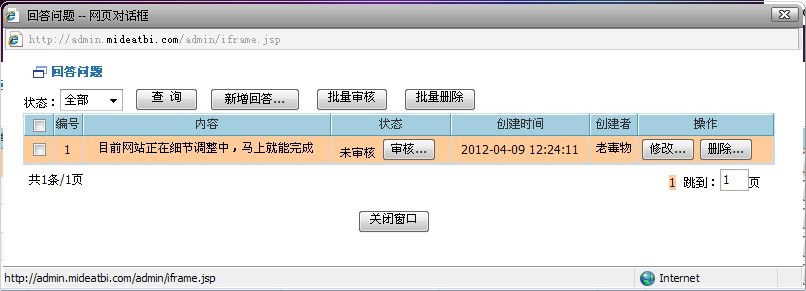 回答问题 -- 网页对话框
http://admin.mideatbi.com/admin/iframe.jsp
回答问题
状态： 全部 查 询 新增回答... 批量审核 批量删除
编号 内容 状态 创建时间 创建者 操作
1 目前网站正在细节调整中，马上就能完成 未审核 审核... 2012-04-09 12:24:11 老毒物 修改... 删除...
共1条/1页 1 跳到： 1 页
关闭窗口
http://admin.mideatbi.com/admin/iframe.jsp Internet